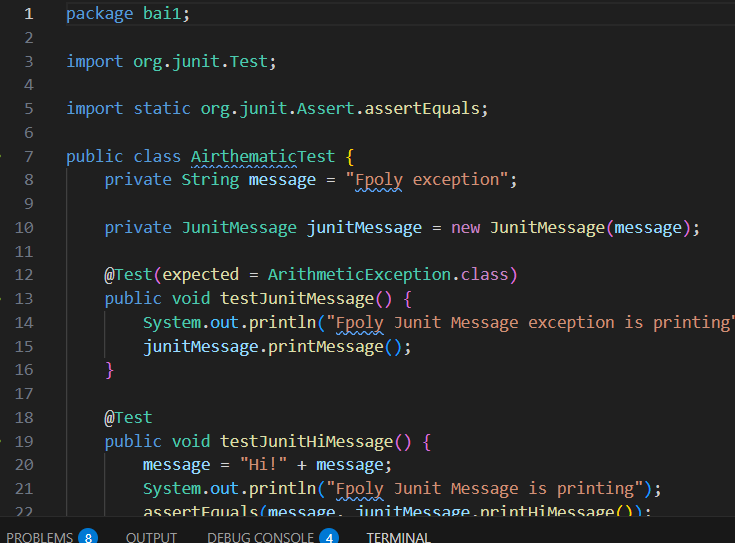 1 package bai1;
2
3 import org.junit.Test;
4
5 import static org.junit.Assert.assertEquals;
6
7 public class AirthematicTest {
8 private String message = "Fpoly exception";
9
10 private JunitMessage junitMessage = new JunitMessage(message);
11
12 @Test(expected = ArithmeticException.class)
13 public void testJunitMessage() {
14 System.out.println("Fpoly Junit Message exception is printing"
15 junitMessage.printMessage();
16 }
17
18 @Test
19 public void testJunitHiMessage() {
20 message = "Hi!" + message;
21 System.out.println("Fpoly Junit Message is printing");
22 assertEquals(message, junitMessage.printHiMessage());
PROBLEMS 8 OUTPUT DEBUG CONSOLE 4 TERMINAL